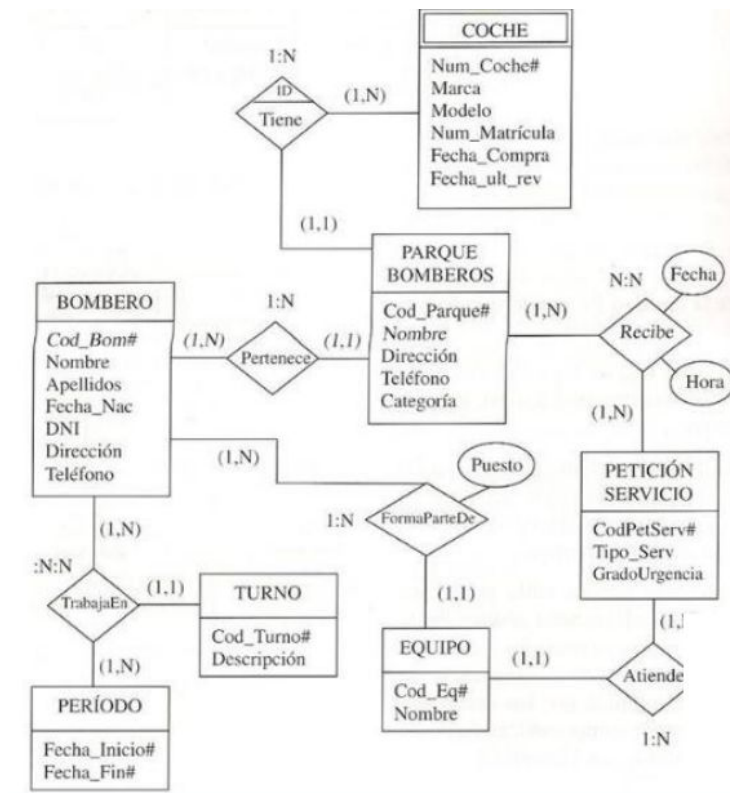 COCHE
Num_Coche#
Marca
Modelo
Num_Matrícula
Fecha_Compra
Fecha_ult_rev
1:N
ID
Tiene
(1,N)
(1,1)
PARQUE
BOMBEROS
Cod_Parque#
Nombre
Dirección
Teléfono
Categoría
N:N
Fecha
(1,N)
Recibe
Hora
(1,N)
BOMBERO
Cod_Bom#
Nombre
Apellidos
Fecha_Nac
DNI
Dirección
Teléfono
1:N
(1,N)
Pertenece
(1,1)
(1,N)
Puesto
1:N
FormaParteDe
(1,1)
PETICIÓN
SERVICIO
CodPetServ#
Tipo_Serv
GradoUrgencia
(1,N)
:N:N
TrabajaEn
(1,1)
TURNO
Cod_Turno#
Descripción
(1,N)
PERÍODO
Fecha_Inicio#
Fecha_Fin#
EQUIPO
Cod_Eq#
Nombre
(1,1)
(1,
Atiende
1:N